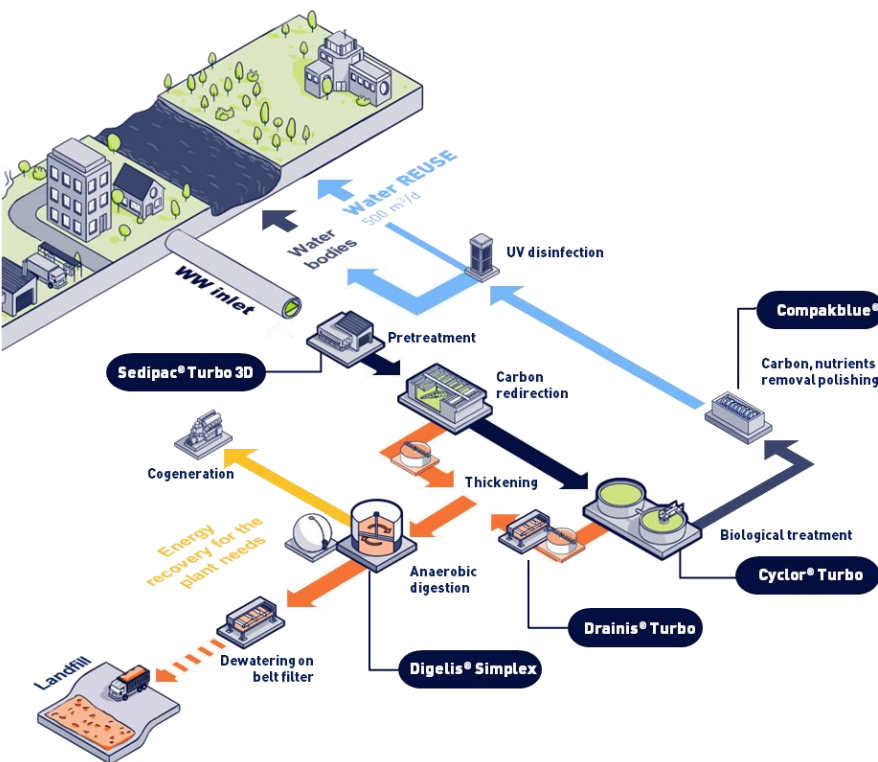 Water REUSE
500 m³/d
Water
bodies
UV disinfection
WW inlet
Compakblue®
Pretreatment
Carbon, nutrients
removal polishing
Sedipac® Turbo 3D
Carbon
redirection
Cogeneration
Thickening
Energy
recovery for the
plant needs
Biological treatment
Anaerobic
digestion
Cyclor® Turbo
Drainis® Turbo
Dewatering on
belt filter
Digelis® Simplex
Landfill